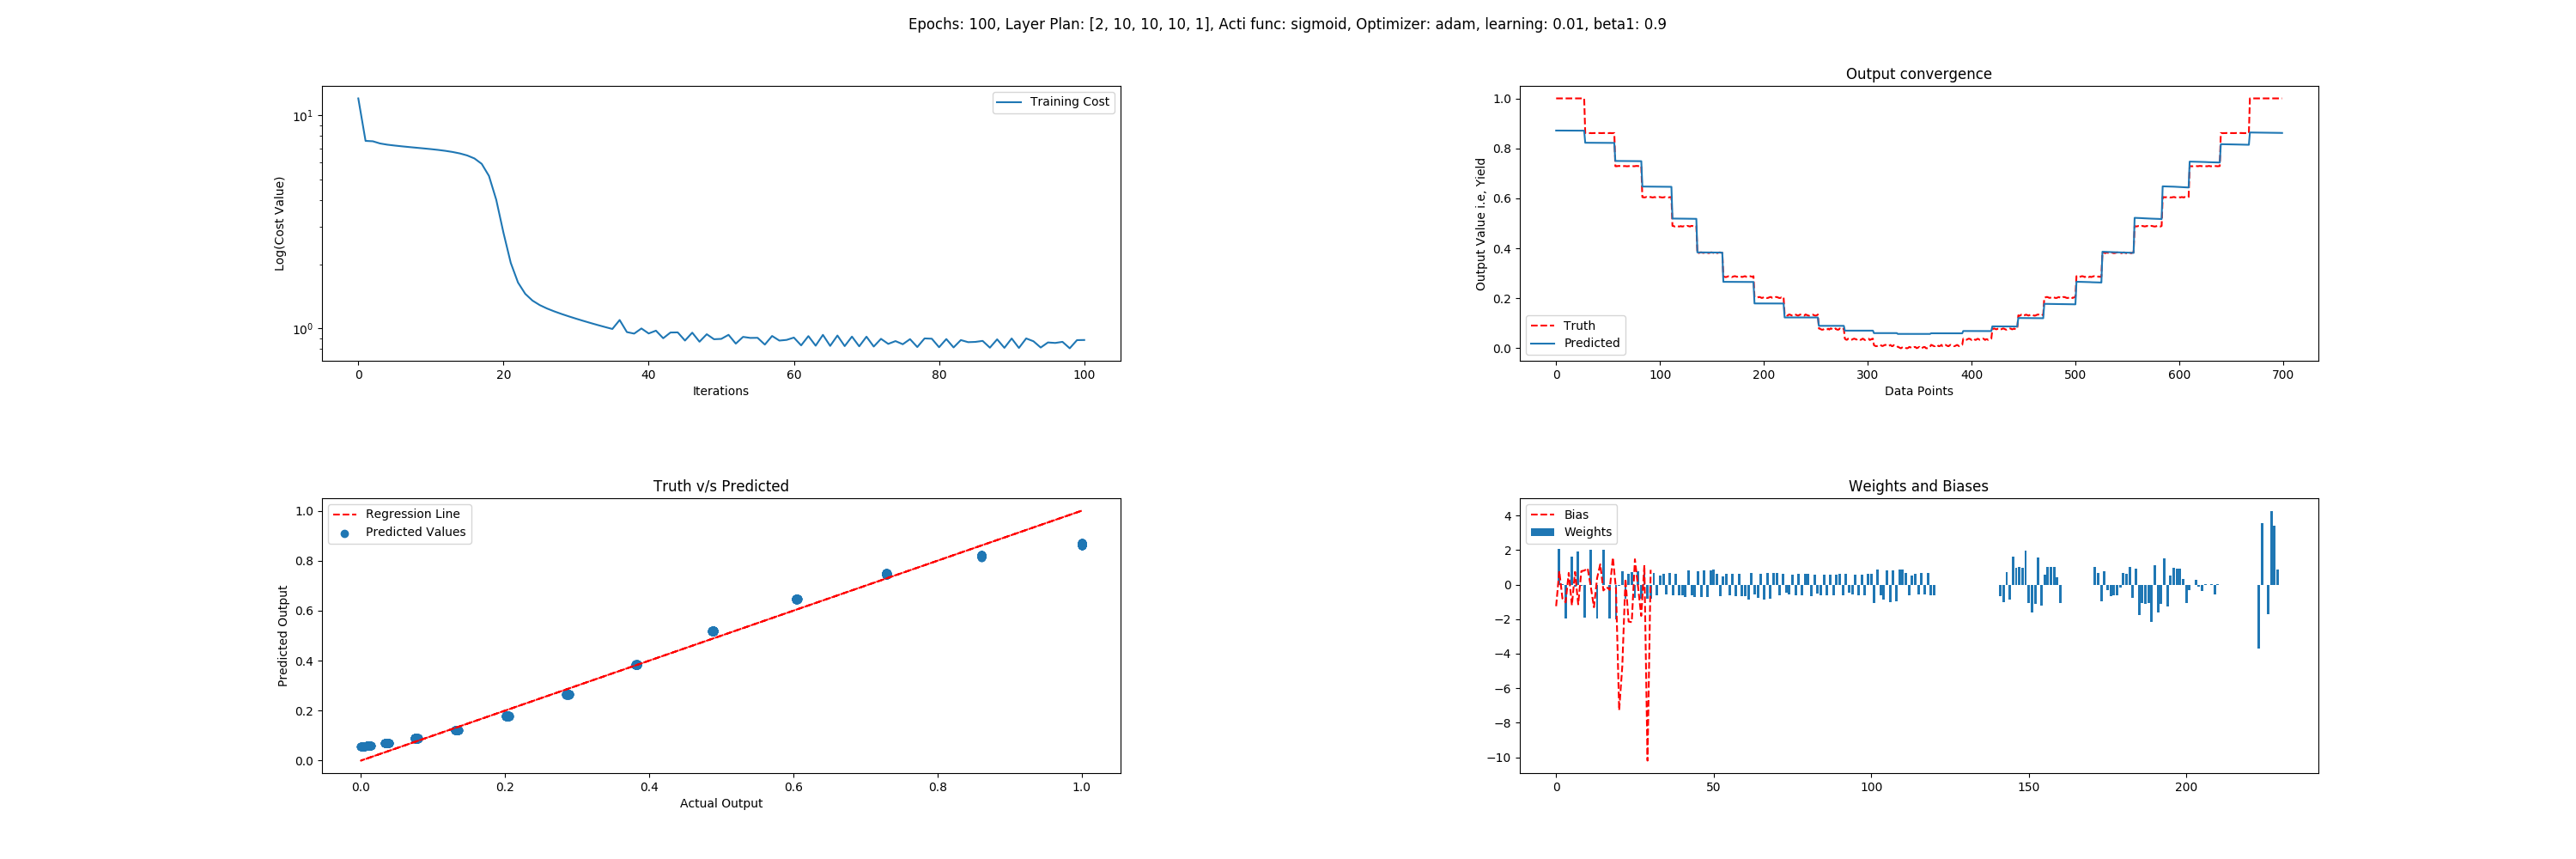 Epochs: 100, Layer Plan: [2, 10, 10, 10, 1], Acti func: sigmoid, Optimizer: adam, learning: 0.01, beta1: 0.9
Training Cost
10¹
10⁰
Log(Cost Value)
0 20 40 60 80 100
Iterations
Output convergence
1.0
0.8
0.6
0.4
0.2
0.0
Output Value i.e, Yield
Truth
Predicted
0 100 200 300 400 500 600 700
Data Points
Truth v/s Predicted
Regression Line
Predicted Values
1.0
0.8
0.6
0.4
0.2
0.0
Predicted Output
0.0 0.2 0.4 0.6 0.8 1.0
Actual Output
Weights and Biases
Bias
Weights
4
2
0
−2
−4
−6
−8
−10
0 50 100 150 200